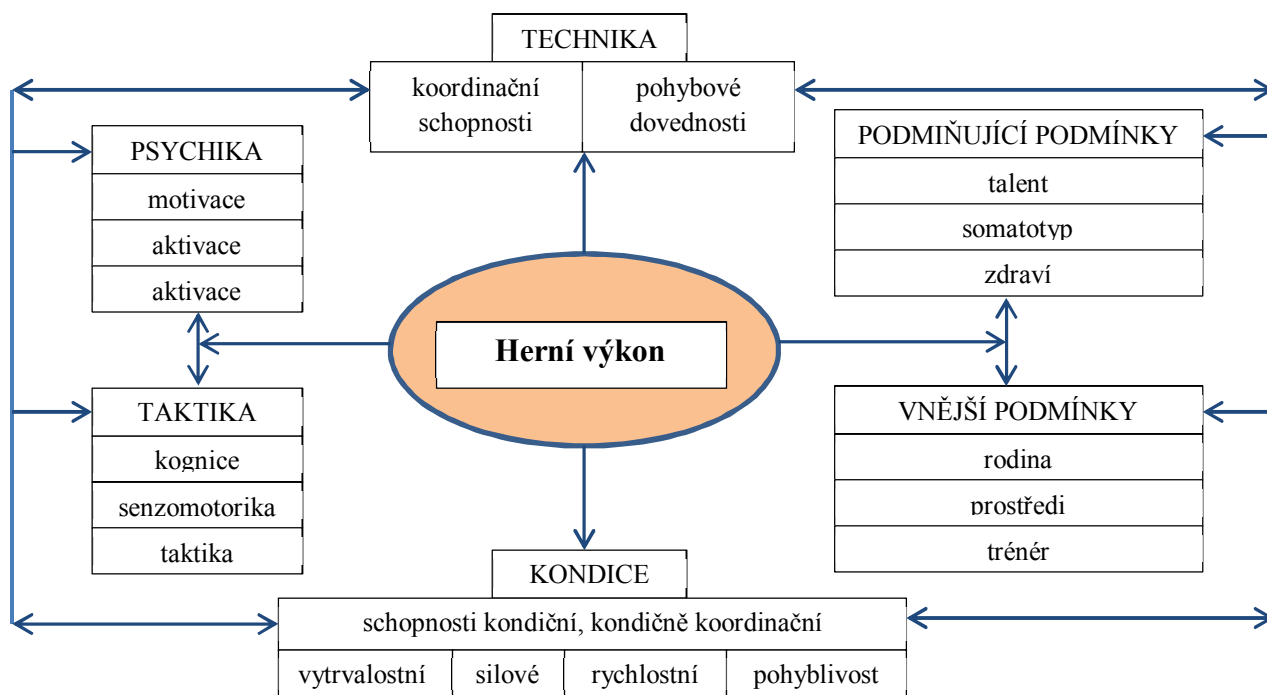 TECHNIKA
koordinační
schopnosti
pohybové
dovednosti
PSYCHIKA
motivace
aktivace
aktivace
PODMIŇUJÍCÍ PODMÍNKY
talent
somatotyp
zdraví
Herní výkon
TAKTIKA
kognice
senzomotorika
taktika
VNĚJŠÍ PODMÍNKY
rodina
prostředi
trénér
KONDICE
schopnosti kondiční, kondičně koordinační
vytrvalostní
silové
rychlostní
pohyblivost